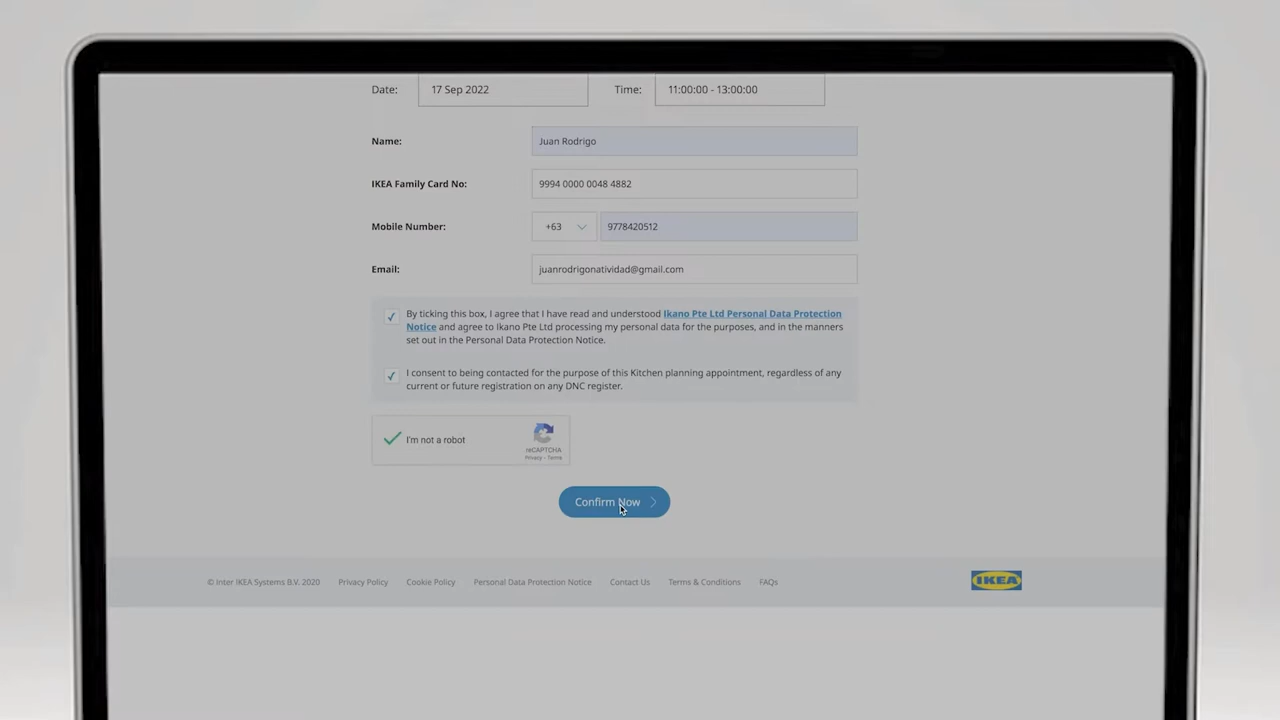 Date: 17 Sep 2022 Time: 11:00:00 - 13:00:00
Name: Juan Rodrigo
IKEA Family Card No: 9994 0000 0048 4882
Mobile Number: +63 9778420512
Email: juanrodrigonatividad@gmail.com
By ticking this box, I agree that I have read and understood Ikano Pte Ltd Personal Data Protection
Notice and agree to Ikano Pte Ltd processing my personal data for the purposes, and in the manners
set out in the Personal Data Protection Notice.
I consent to being contacted for the purpose of this Kitchen planning appointment, regardless of any
current or future registration on any DNC register.
I'm not a robot
reCAPTCHA
Privacy - Terms
Confirm Now
© Inter IKEA Systems B.V. 2020 Privacy Policy Cookie Policy Personal Data Protection Notice Contact Us Terms & Conditions FAQs IKEA